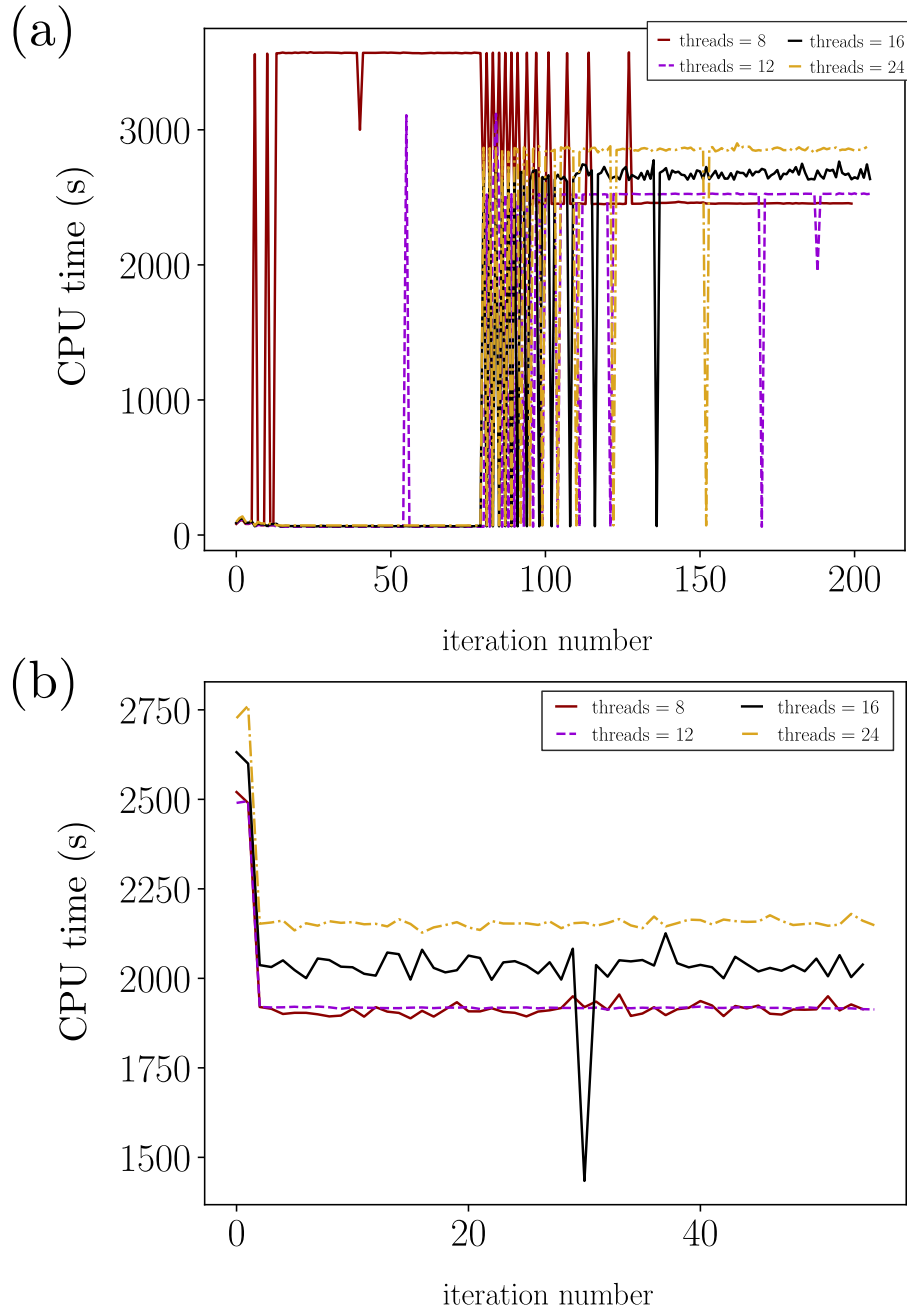 (a)
threads = 8
threads = 12
threads = 16
threads = 24
3000
2000
1000
0
CPU time (s)
0 50 100 150 200
iteration number
(b)
threads = 8
threads = 12
threads = 16
threads = 24
2750
2500
2250
2000
1750
1500
CPU time (s)
0 20 40
iteration number